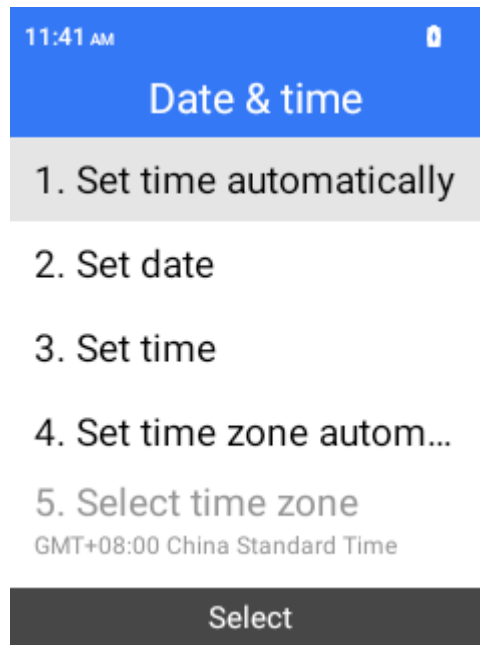 11:41 AM
Date & time
1. Set time automatically
2. Set date
3. Set time
4. Set time zone autom...
5. Select time zone
GMT+08:00 China Standard Time
Select